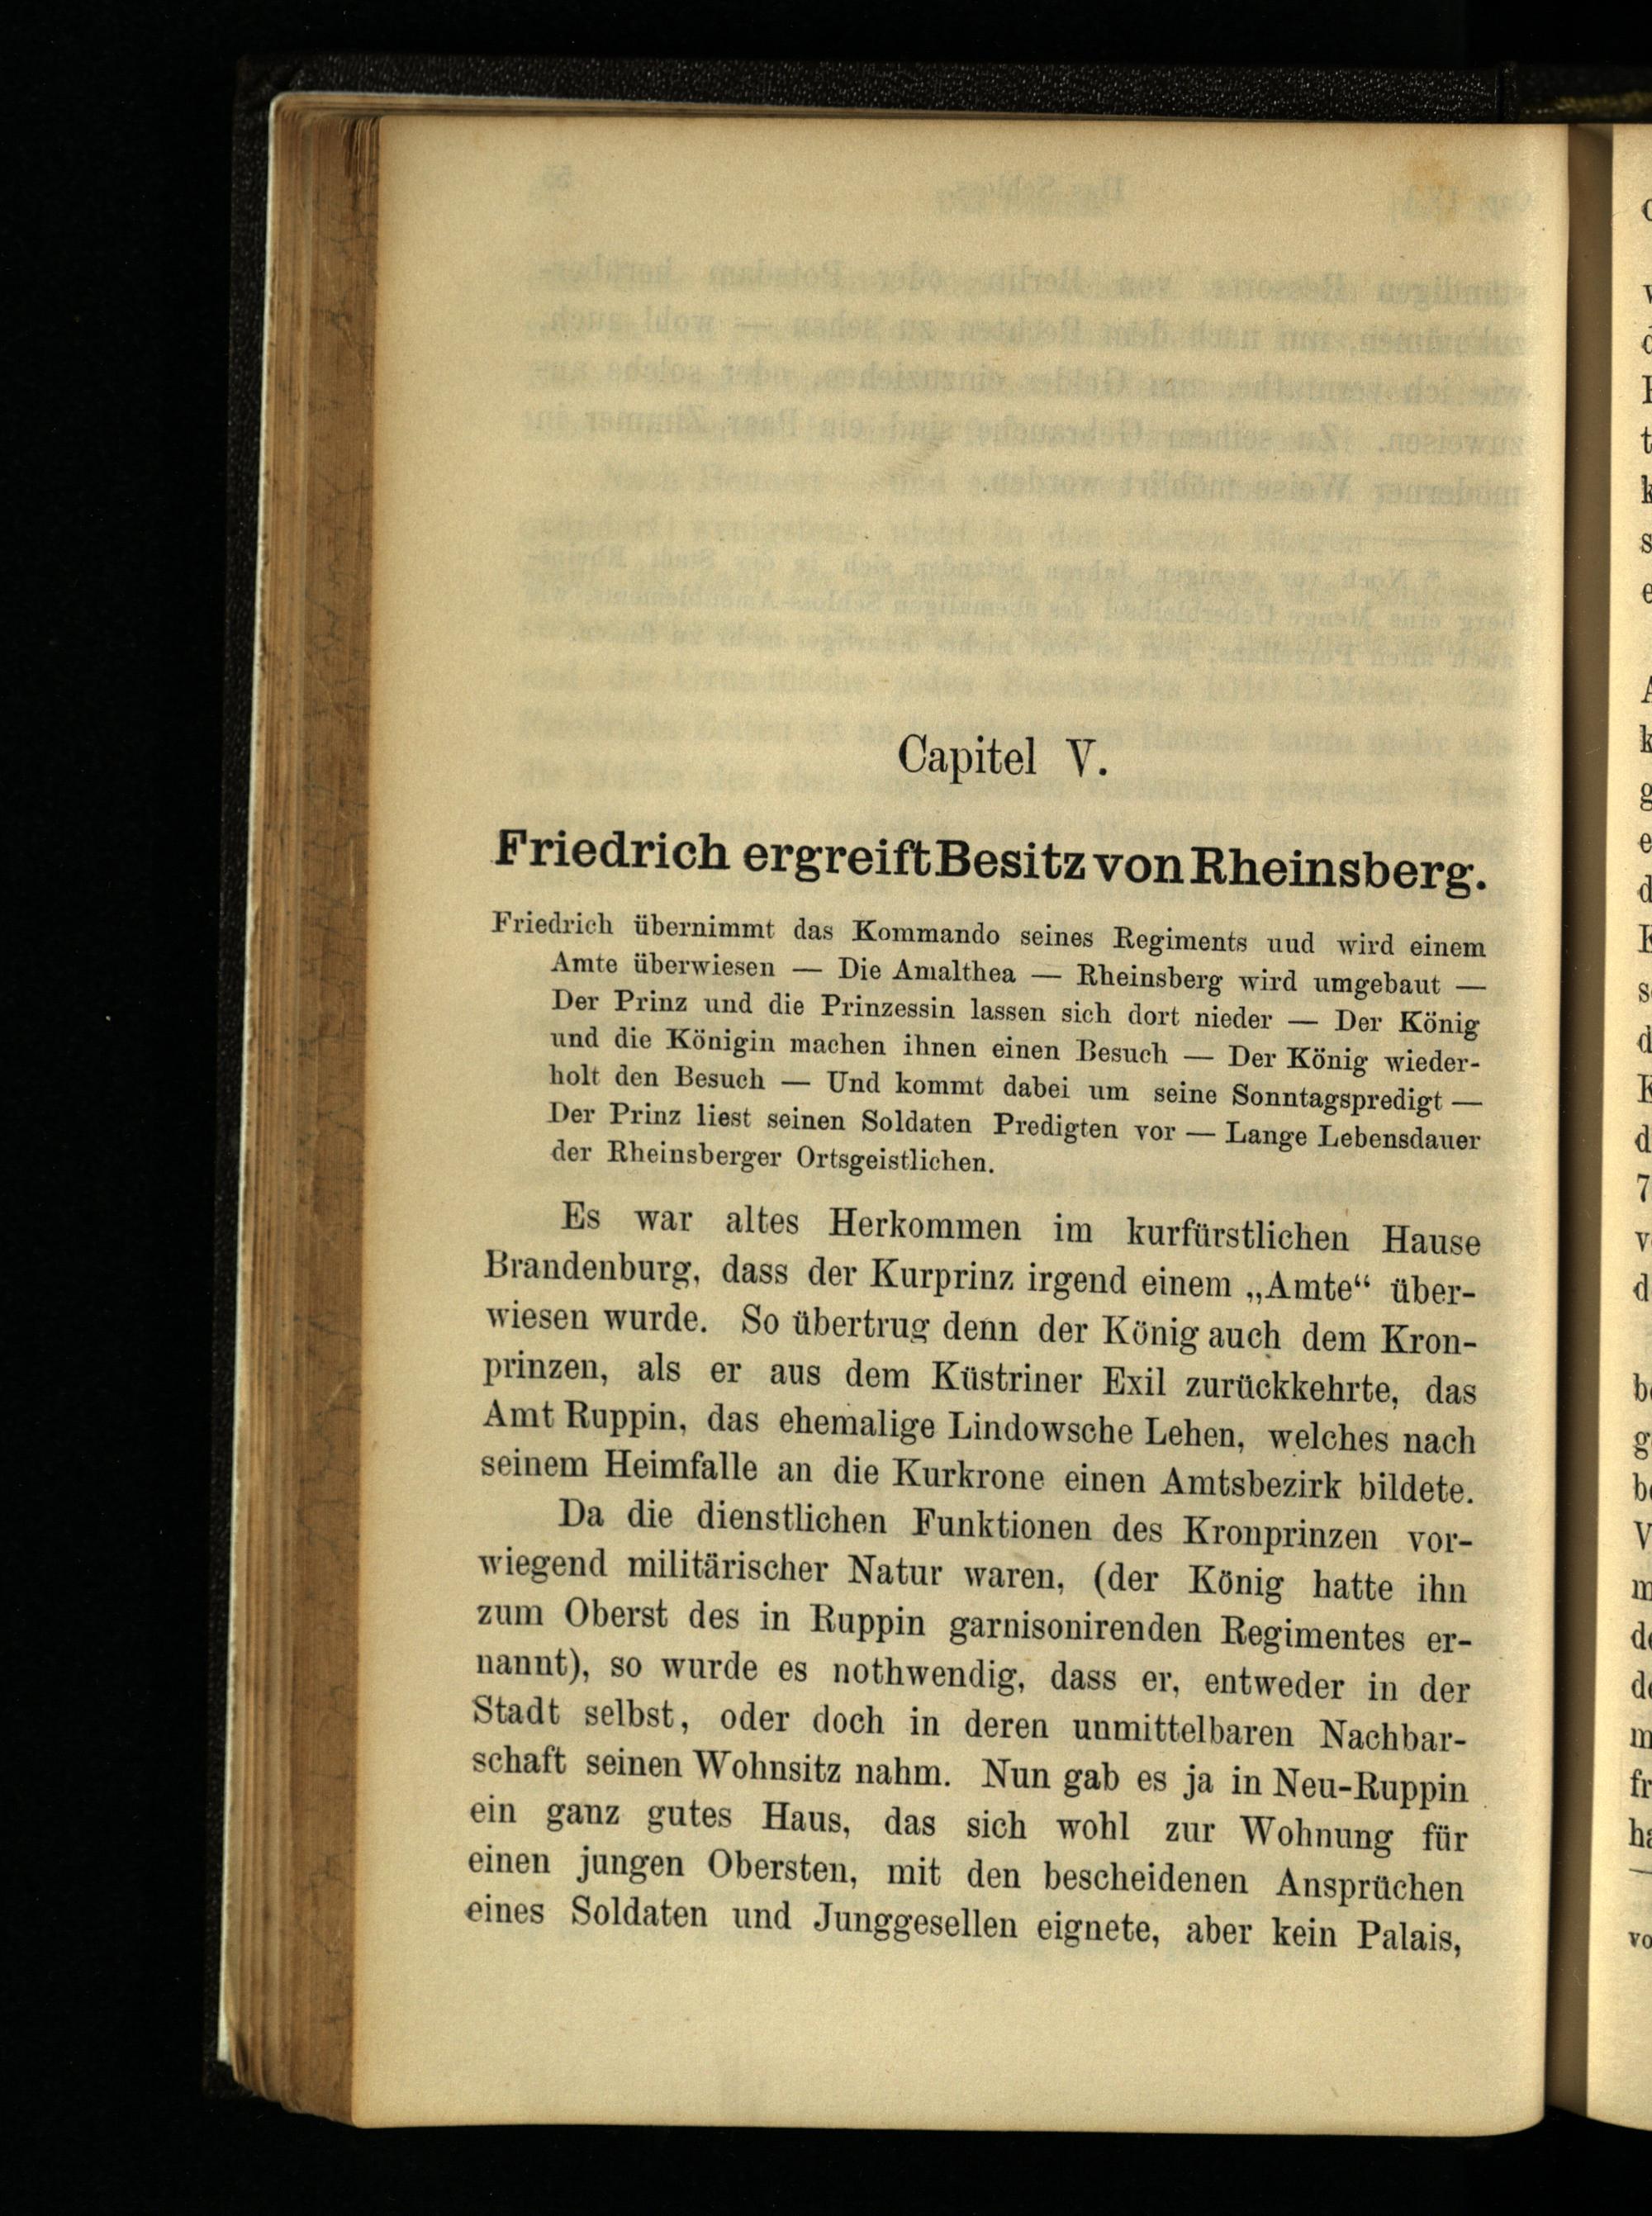 Capitel V.
Friedrich ergreift Besitz von Rheinsberg.
Friedrich übernimmt das Kommando seines Regiments uud wird einem
Amte überwiesen — Die Amalthea — Rheinsberg wird umgebaut —
Der Prinz und die Prinzessin lassen sich dort nieder — Der König
und die Königin machen ihnen einen Besuch — Der König wieder-
holt den Besuch — Und kommt dabei um seine Sonntagspredigt —
Der Prinz liest seinen Soldaten Predigten vor — Lange Lebensdauer
der Rheinsberger Ortsgeistlichen.
Es war altes Herkommen im kurfürstlichen Hause
Brandenburg, dass der Kurprinz irgend einem „Amte“ über-
wiesen wurde. So übertrug denn der König auch dem Kron-
prinzen, als er aus dem Küstriner Exil zurückkehrte, das
Amt Ruppin, das ehemalige Lindowsche Lehen, welches nach
seinem Heimfalle an die Kurkrone einen Amtsbezirk bildete.
Da die dienstlichen Funktionen des Kronprinzen vor-
wiegend militärischer Natur waren, (der König hatte ihn
zum Oberst des in Ruppin garnisonirenden Regimentes er-
nannt), so wurde es nothwendig, dass er, entweder in der
Stadt selbst, oder doch in deren unmittelbaren Nachbar-
schaft seinen Wohnsitz nahm. Nun gab es ja in Neu-Ruppin
ein ganz gutes Haus, das sich wohl zur Wohnung für
einen jungen Obersten, mit den bescheidenen Ansprüchen
eines Soldaten und Junggesellen eignete, aber kein Palais,